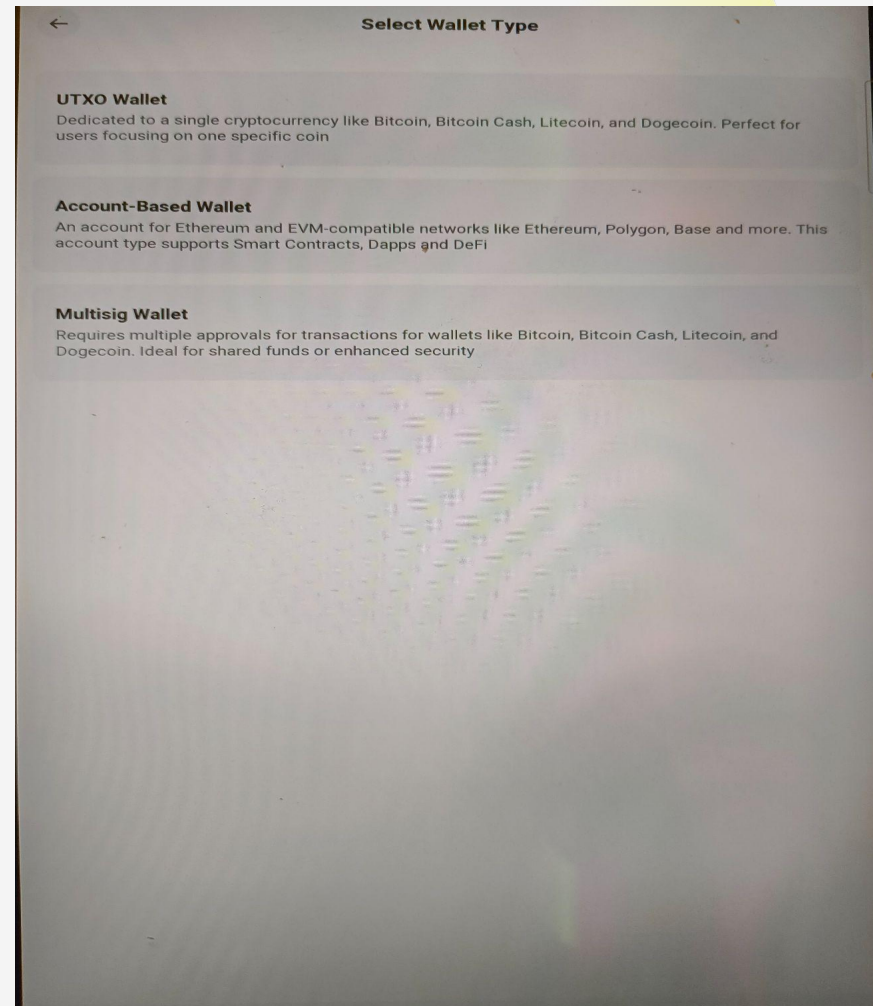 Select Wallet Type
UTXO Wallet
Dedicated to a single cryptocurrency like Bitcoin, Bitcoin Cash, Litecoin, and Dogecoin. Perfect for
users focusing on one specific coin
Account-Based Wallet
An account for Ethereum and EVM-compatible networks like Ethereum, Polygon, Base and more. This
account type supports Smart Contracts, Dapps and DeFi
Multisig Wallet
Requires multiple approvals for transactions for wallets like Bitcoin, Bitcoin Cash, Litecoin, and
Dogecoin. Ideal for shared funds or enhanced security